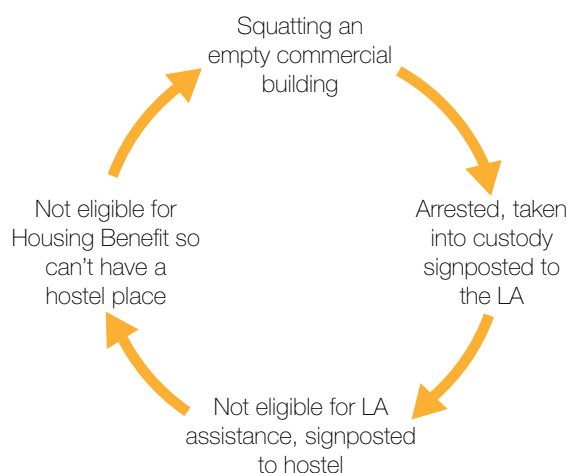 Squatting an
empty commercial
building
Arrested, taken
into custody
signposted to
the LA
Not eligible for LA
assistance, signposted
to hostel
Not eligible for
Housing Benefit so
can't have a
hostel place